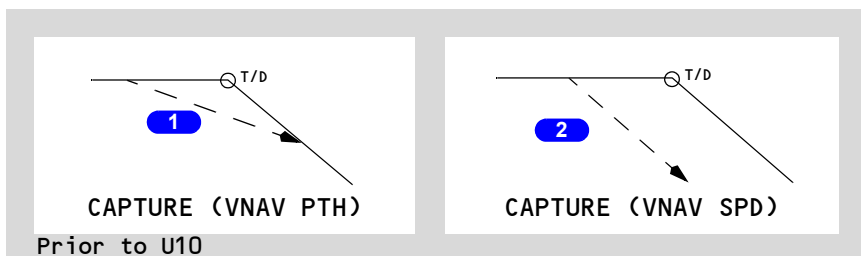 T/D
1
CAPTURE (VNAV PTH)
T/D
2
CAPTURE (VNAV SPD)
Prior to U10